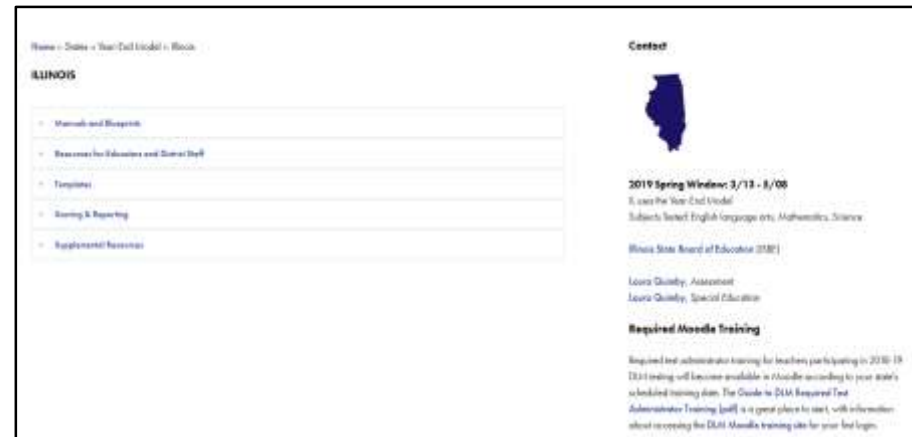 Home » States » Year-End Model » Illinois
ILLINOIS
Manuals and Blueprints
Resources for Educators and District Staff
Templates
Scoring & Reporting
Supplemental Resources
Contact
2019 Spring Window: 3/13 - 5/08
IL uses the Year-End Model
Subjects Tested: English language arts, Mathematics, Science
Illinois State Board of Education (ISBE)
Laura Quimby, Assessment
Laura Quimby, Special Education
Required Moodle Training
Required test administrator training for teachers participating in 2018-19
DLM testing will become available in Moodle according to your state's
scheduled training date. The Guide to DLM Required Test
Administrator Training (pdf) is a great place to start, with information
about accessing the DLM Moodle training site for your first login.